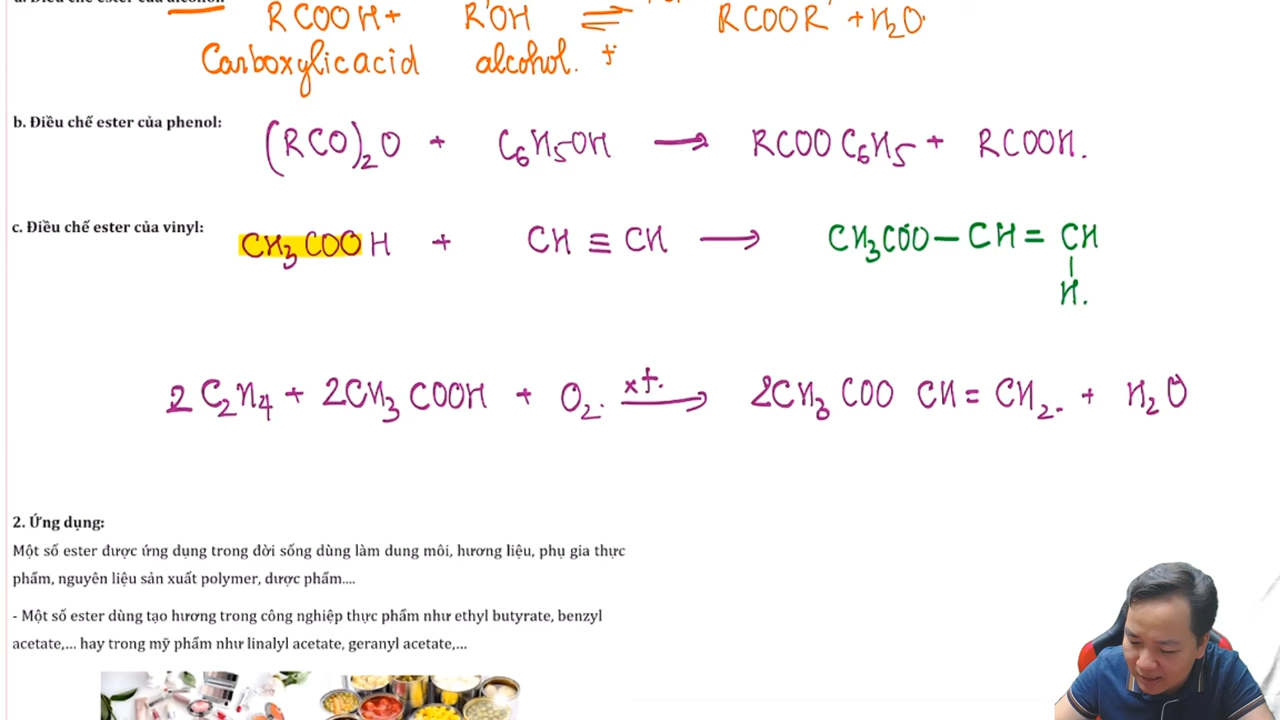 RCOOH + R'OH ⇌ RCOOR' + H₂O
Carboxylic acid alcohol. +
b. Điều chế ester của phenol: (RCO)₂O + C₆H₅OH → RCOOC₆H₅ + RCOOH.
c. Điều chế ester của vinyl: CH₃COOH + CH ≡ CH → CH₃COO – CH = CH
H.
2C₂H₄ + 2CH₃COOH + O₂. xt. → 2CH₃COO CH = CH₂. + H₂O
2. Ứng dụng:
Một số ester được ứng dụng trong đời sống dùng làm dung môi, hương liệu, phụ gia thực
phẩm, nguyên liệu sản xuất polymer, dược phẩm....
- Một số ester dùng tạo hương trong công nghiệp thực phẩm như ethyl butyrate, benzyl
acetate,... hay trong mỹ phẩm như linalyl acetate, geranyl acetate,...